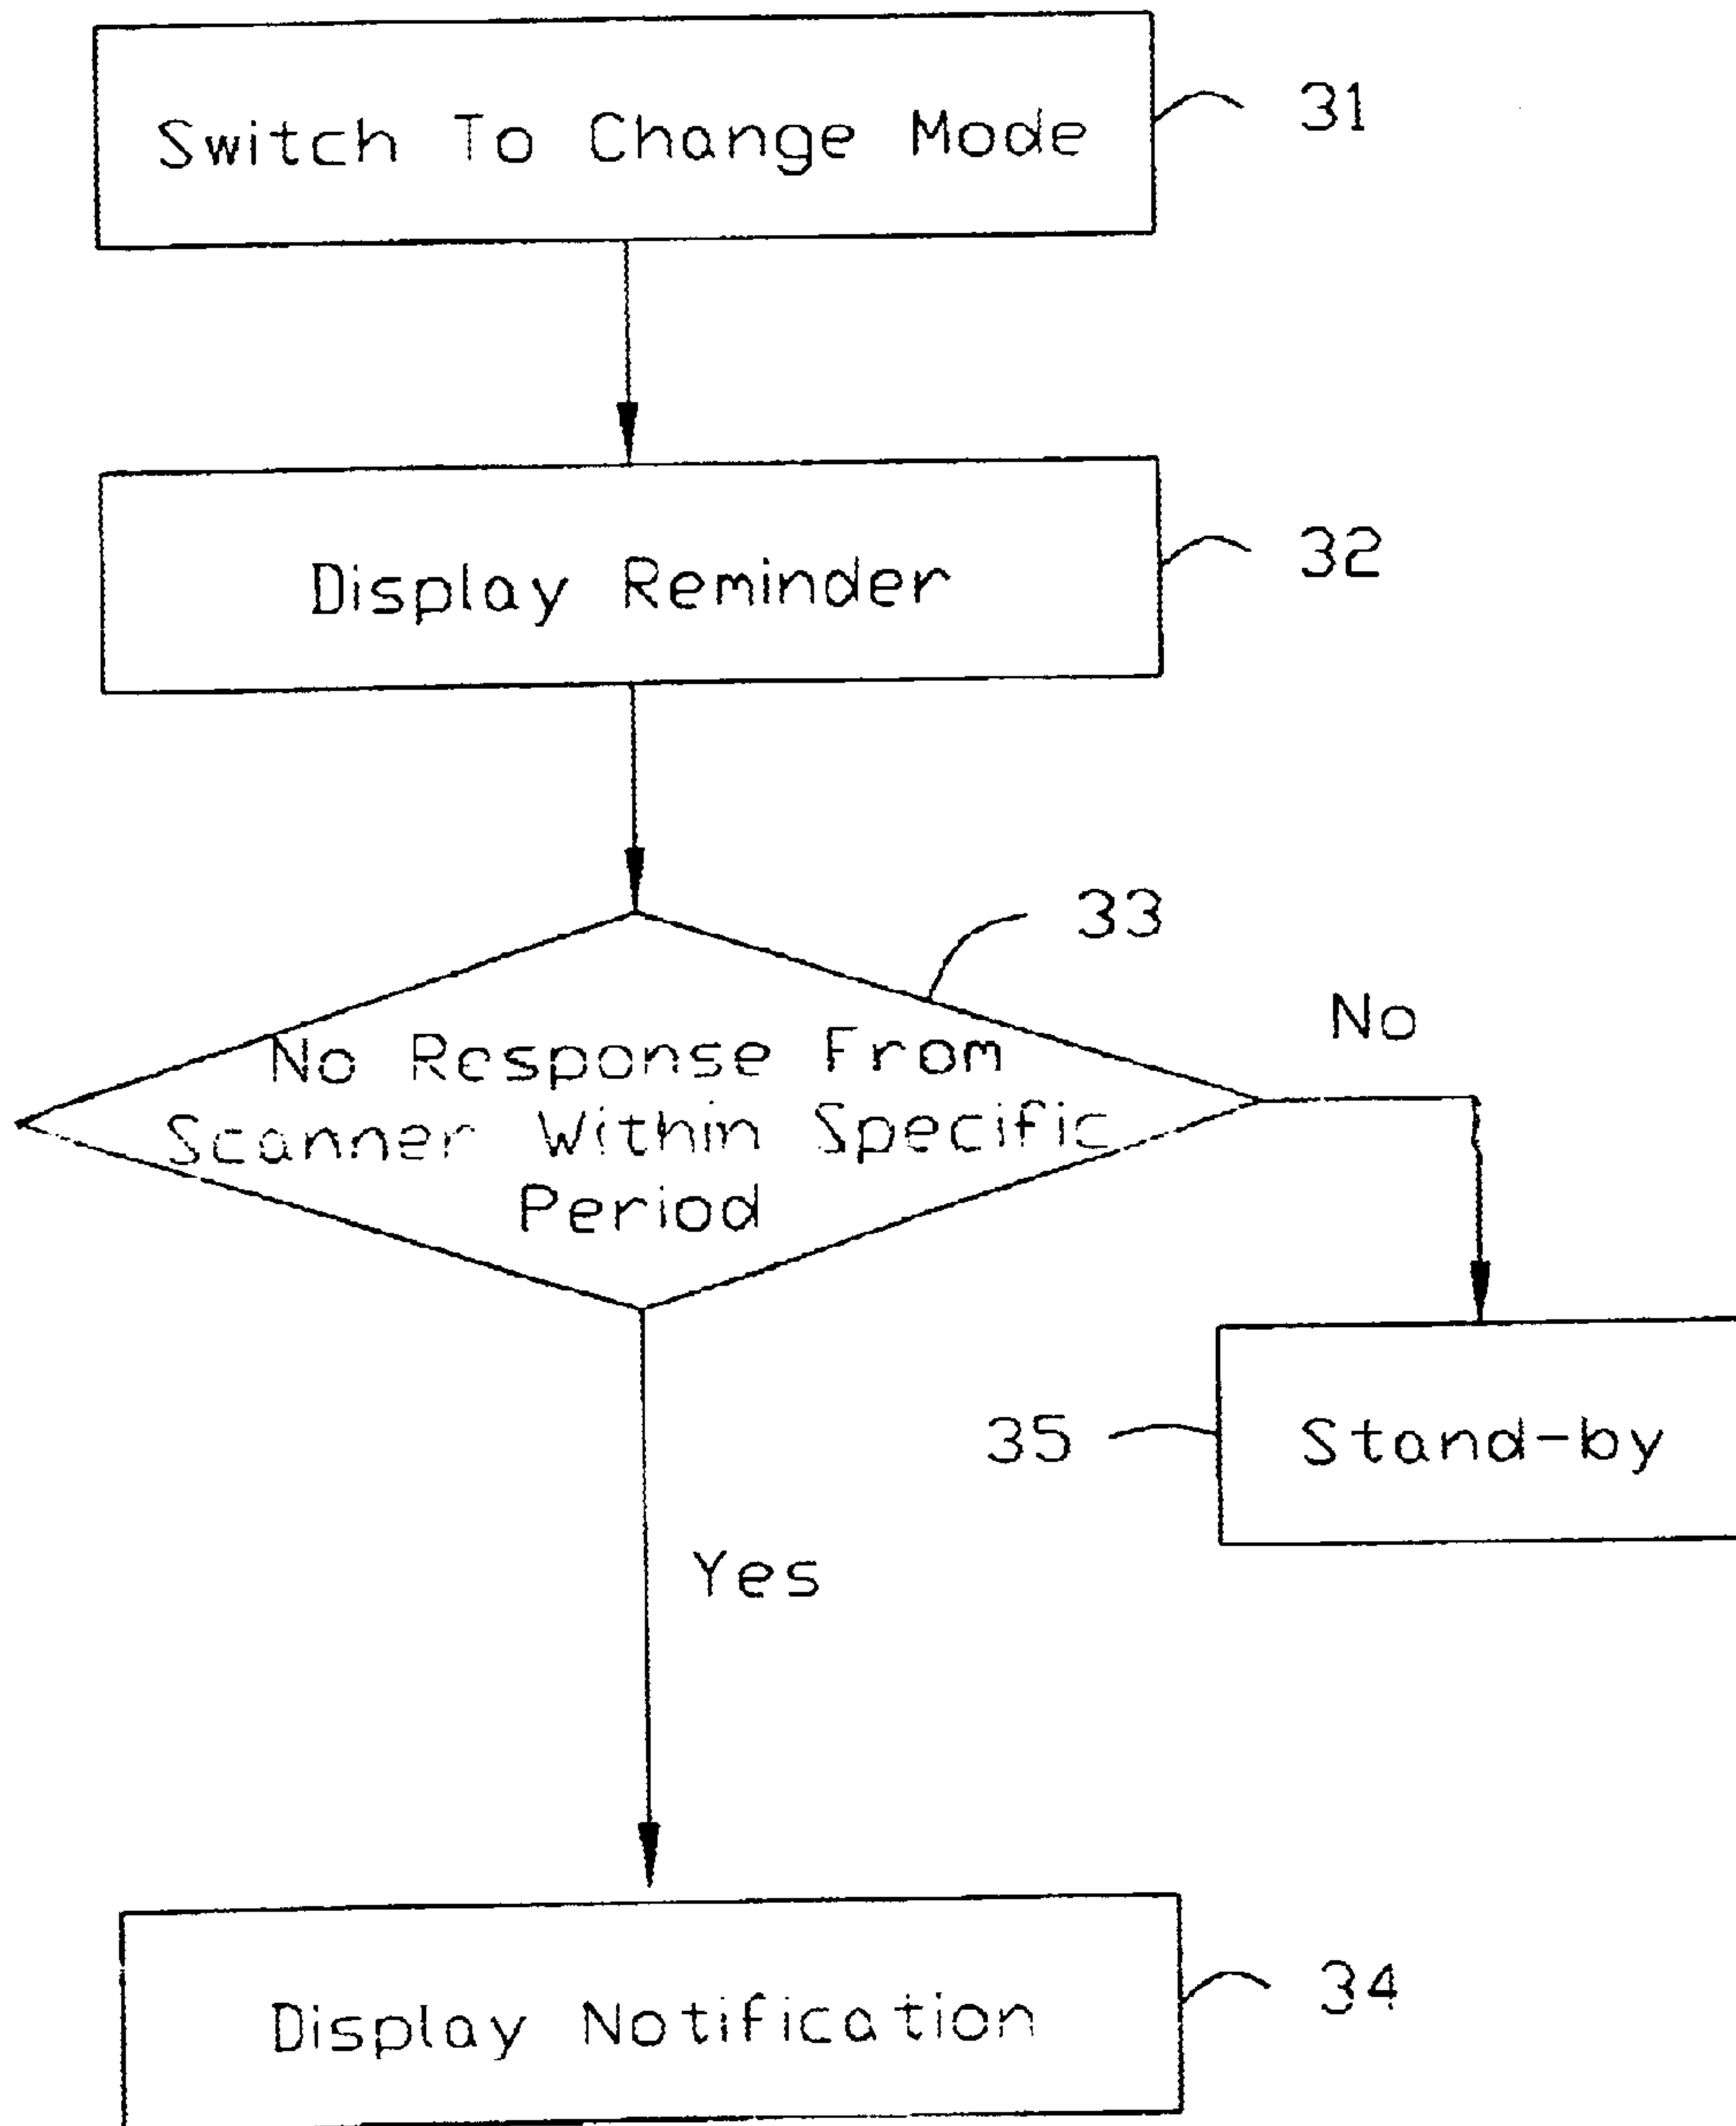 Switch To Change Mode
31
Display Reminder
32
33
No Response From
Scanner Within Specific
Period
No
35
Stand-by
Yes
Display Notification
34